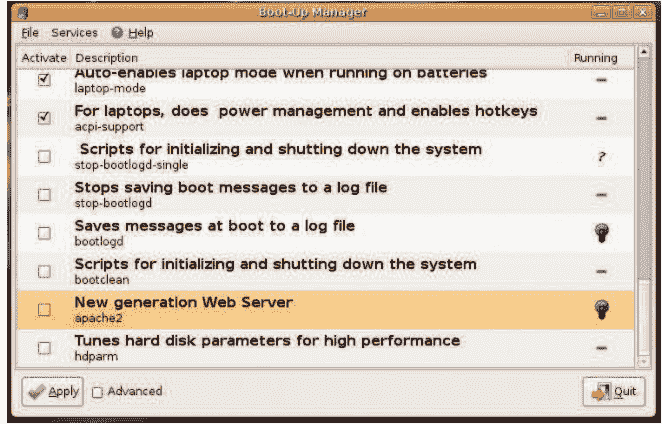 Boot-Up Manager
File Services Help
Activate Description Running
Auto-enables laptop mode when running on batteries
laptop-mode
-
For laptops, does power management and enables hotkeys
acpi-support
-
Scripts for initializing and shutting down the system
stop-bootlogd-single
?
Stops saving boot messages to a log file
stop-bootlogd
-
Saves messages at boot to a log file
bootlogd
Scripts for initializing and shutting down the system
bootclean
-
New generation Web Server
apache2
Tunes hard disk parameters for high performance
hdparm
-
Apply Advanced Quit